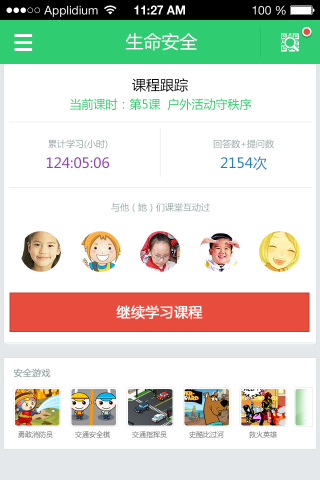 Applidium 11:27 AM 100 %
生命安全
课程跟踪
当前课时：第5课 户外活动守秩序
累计学习(小时) 回答数+提问数
124:05:06 2154次
与他（她）们课堂互动过
继续学习课程
安全游戏
勇敢消防员 交通安全棋 交通指挥员 史酷比过河 救火英雄